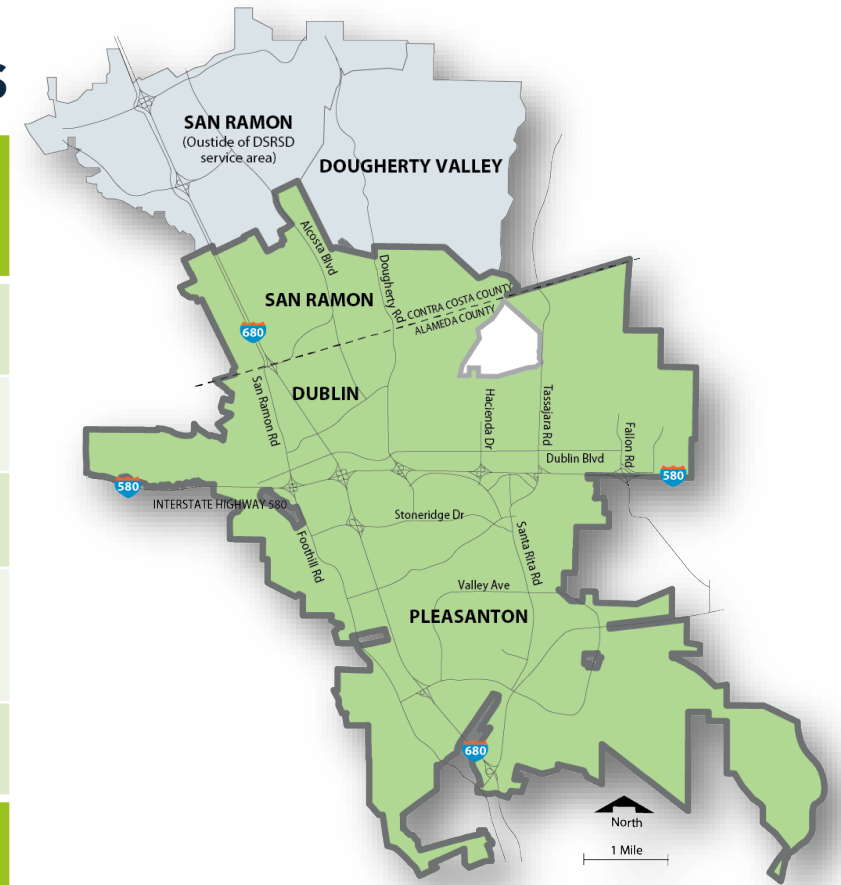 S
SAN RAMON
(Oustide of DSRSD
service area)
DOUGHERTY VALLEY
Alcosta Blvd
Dougherty Rd
SAN RAMON
CONTRA COSTA COUNTY
ALAMEDA COUNTY
680
DUBLIN
San Ramon Rd
Hacienda Dr
Tassajara Rd
Fallon Rd
Dublin Blvd
580
580
INTERSTATE HIGHWAY 580
Stoneridge Dr
Foothill Rd
Santa Rita Rd
Valley Ave
PLEASANTON
680
North
1 Mile